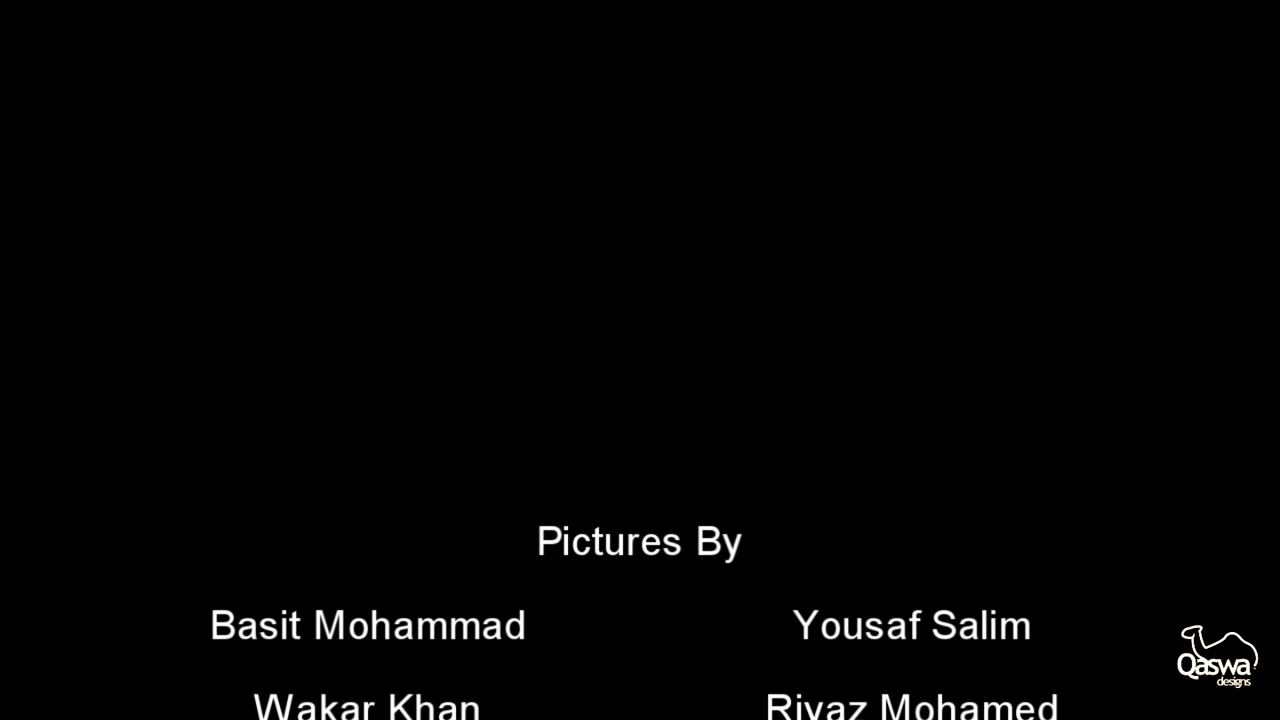 Pictures By
Basit Mohammad Yousaf Salim
Wakar Khan Riyaz Mohamed
Qaswa
designs